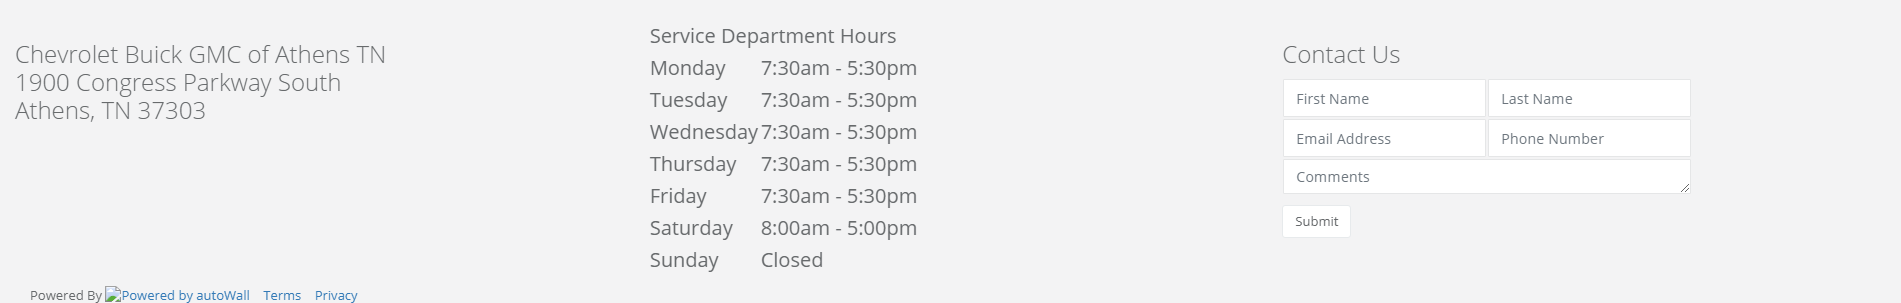 Chevrolet Buick GMC of Athens TN
1900 Congress Parkway South
Athens, TN 37303
Service Department Hours
Monday 7:30am - 5:30pm
Tuesday 7:30am - 5:30pm
Wednesday 7:30am - 5:30pm
Thursday 7:30am - 5:30pm
Friday 7:30am - 5:30pm
Saturday 8:00am - 5:00pm
Sunday Closed
Contact Us
First Name Last Name
Email Address Phone Number
Comments
Submit
Powered By Powered by autoWall Terms Privacy